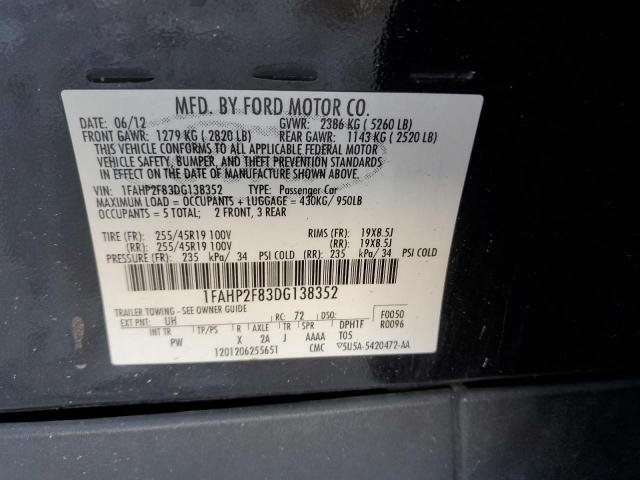 MFD. BY FORD MOTOR CO.
DATE: 06/12 GVWR: 2386 KG ( 5260 LB)
FRONT GAWR: 1279 KG ( 2820 LB) REAR GAWR: 1143 KG ( 2520 LB)
THIS VEHICLE CONFORMS TO ALL APPLICABLE FEDERAL MOTOR
VEHICLE SAFETY, BUMPER, AND THEFT PREVENTION STANDARDS
IN EFFECT ON THE DATE OF MANUFACTURE SHOWN ABOVE.
VIN: 1FAHP2F83DG138352 TYPE: Passenger Car
MAXIMUM LOAD = OCCUPANTS + LUGGAGE = 430KG/ 950LB
OCCUPANTS = 5 TOTAL; 2 FRONT, 3 REAR
TIRE (FR): 255/45R19 100V RIMS (FR): 19X8.5J
(RR): 255/45R19 100V (RR): 19X8.5J
PRESSURE (FR): 235 kPa/ 34 PSI COLD (RR): 235 kPa/ 34 PSI COLD
1FAHP2F83DG138352
TRAILER TOWING - SEE OWNER GUIDE
EXT PNT: UH RC: 72 DSO: F0050
INT TR TP/PS R AXLE TR SPR DPH1F R0096
PW X 2A J AAAA T05
1201206255651 CMC ▽5U5A-5420472-AA